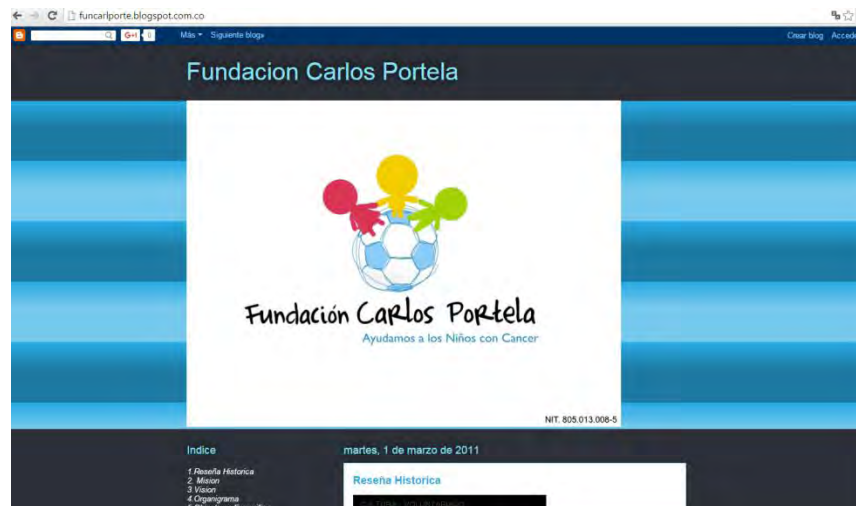 funcarlporte.blogspot.com.co
G+1 0 Más Siguiente blog» Crear blog Accede
Fundacion Carlos Portela
Fundación Carlos Portela
Ayudamos a los Niños con Cancer
NIT. 805.013.008-5
Indice
1.Reseña Historica
2. Mision
3 Vision
4.Organigrama
martes, 1 de marzo de 2011
Reseña Historica